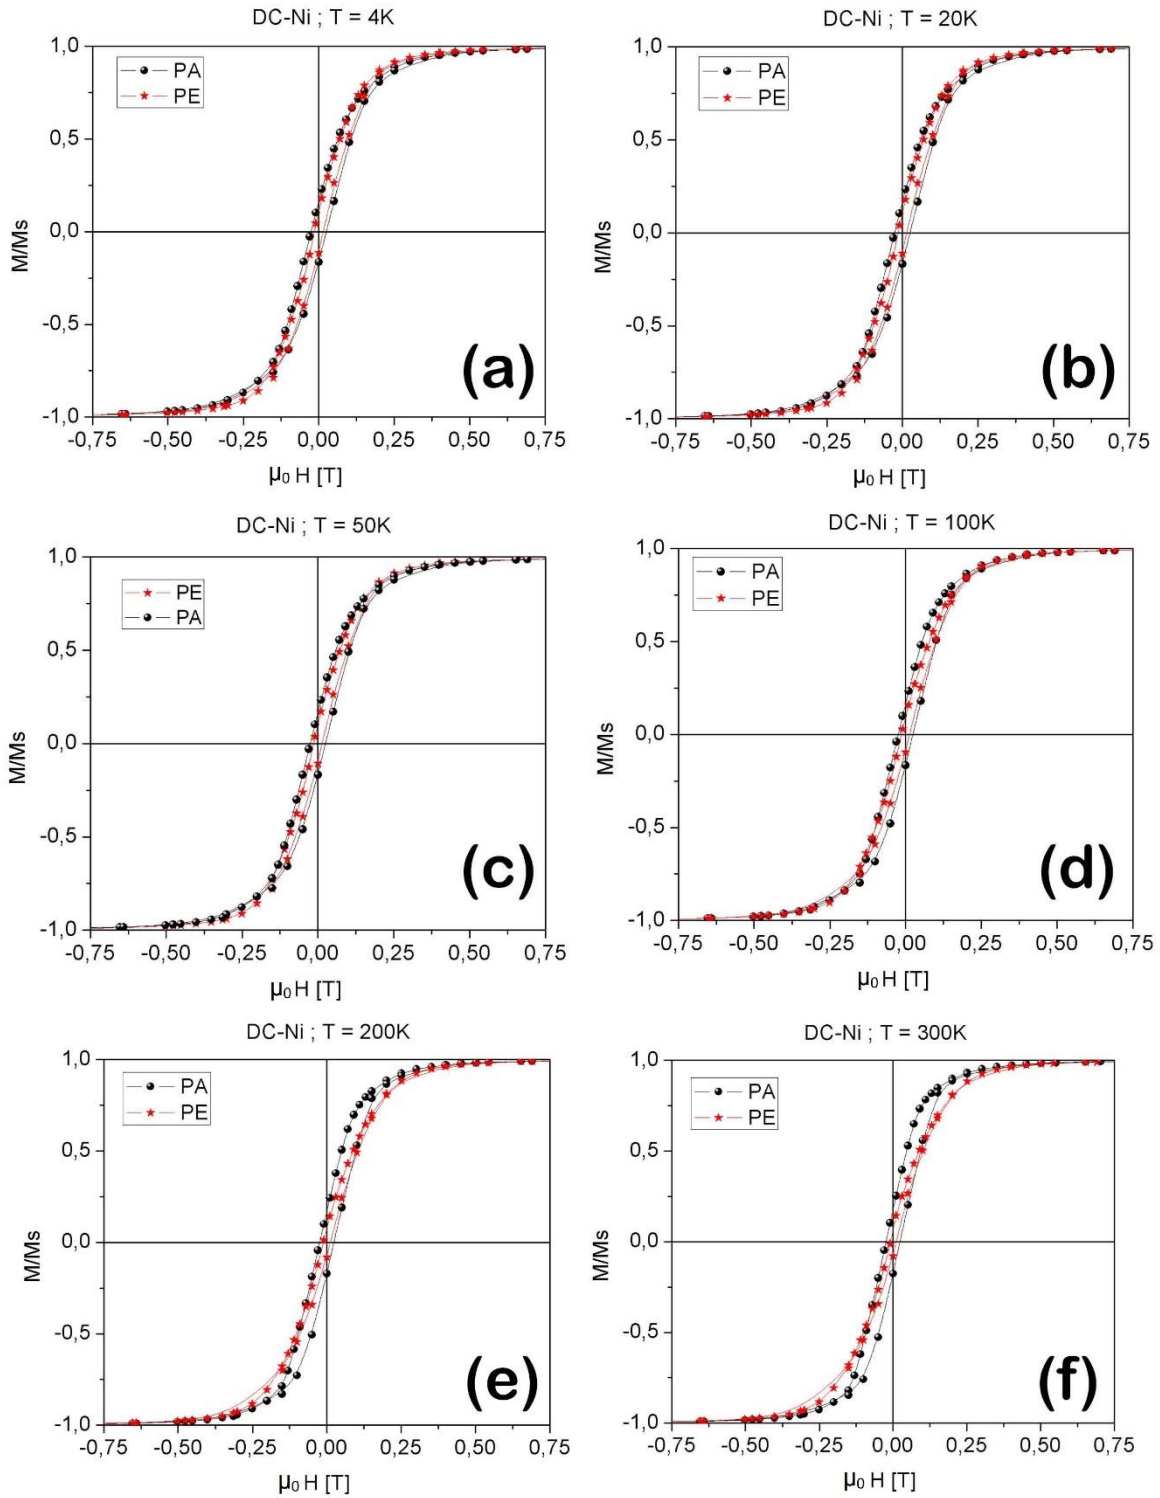 DC-Ni ; T = 4K
PA
PE
M/Ms
1,0
0,5
0,0
-0,5
-1,0
(a)
-0,75 -0,50 -0,25 0,00 0,25 0,50 0,75
μ₀ H [T]
DC-Ni ; T = 20K
PA
PE
M/Ms
1,0
0,5
0,0
-0,5
-1,0
(b)
-0,75 -0,50 -0,25 0,00 0,25 0,50 0,75
μ₀ H [T]
DC-Ni ; T = 50K
PE
PA
M/Ms
1,0
0,5
0,0
-0,5
-1,0
(c)
-0,75 -0,50 -0,25 0,00 0,25 0,50 0,75
μ₀ H [T]
DC-Ni ; T = 100K
PA
PE
M/Ms
1,0
0,5
0,0
-0,5
-1,0
(d)
-0,75 -0,50 -0,25 0,00 0,25 0,50 0,75
μ₀ H [T]
DC-Ni ; T = 200K
PA
PE
M/Ms
1,0
0,5
0,0
-0,5
-1,0
(e)
-0,75 -0,50 -0,25 0,00 0,25 0,50 0,75
μ₀ H [T]
DC-Ni ; T = 300K
PA
PE
M/Ms
1,0
0,5
0,0
-0,5
-1,0
(f)
-0,75 -0,50 -0,25 0,00 0,25 0,50 0,75
μ₀ H [T]